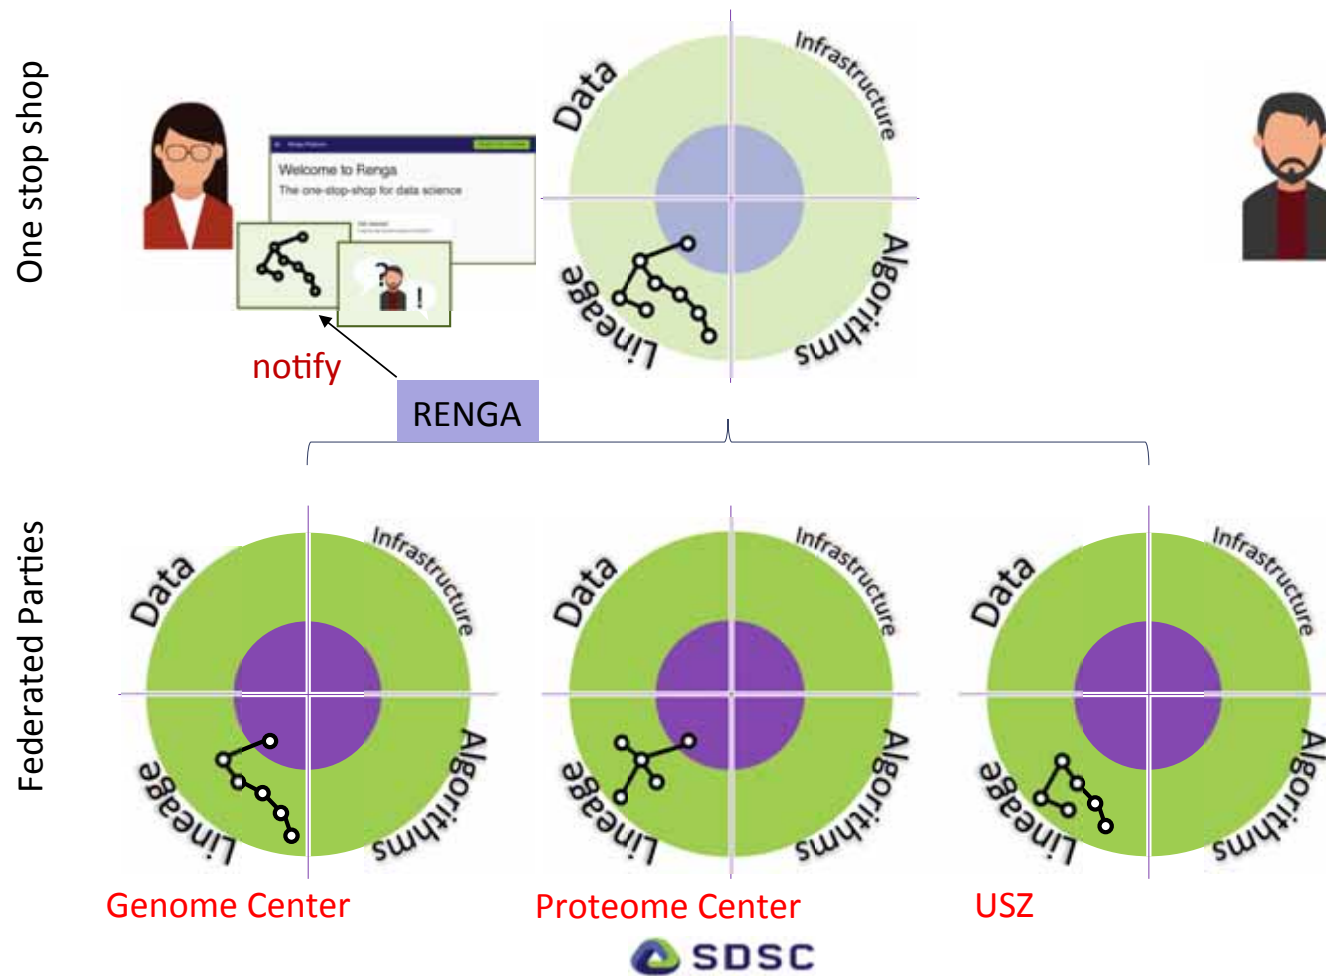 One stop shop
Data
Infrastructure
Lineage
Algorithms
Welcome to Renga
The one-stop-shop for data science
?
!
notify
RENGA
Federated Parties
Data
Infrastructure
Lineage
Algorithms
Genome Center
Data
Infrastructure
Lineage
Algorithms
Proteome Center
Data
Infrastructure
Lineage
Algorithms
USZ
SDSC